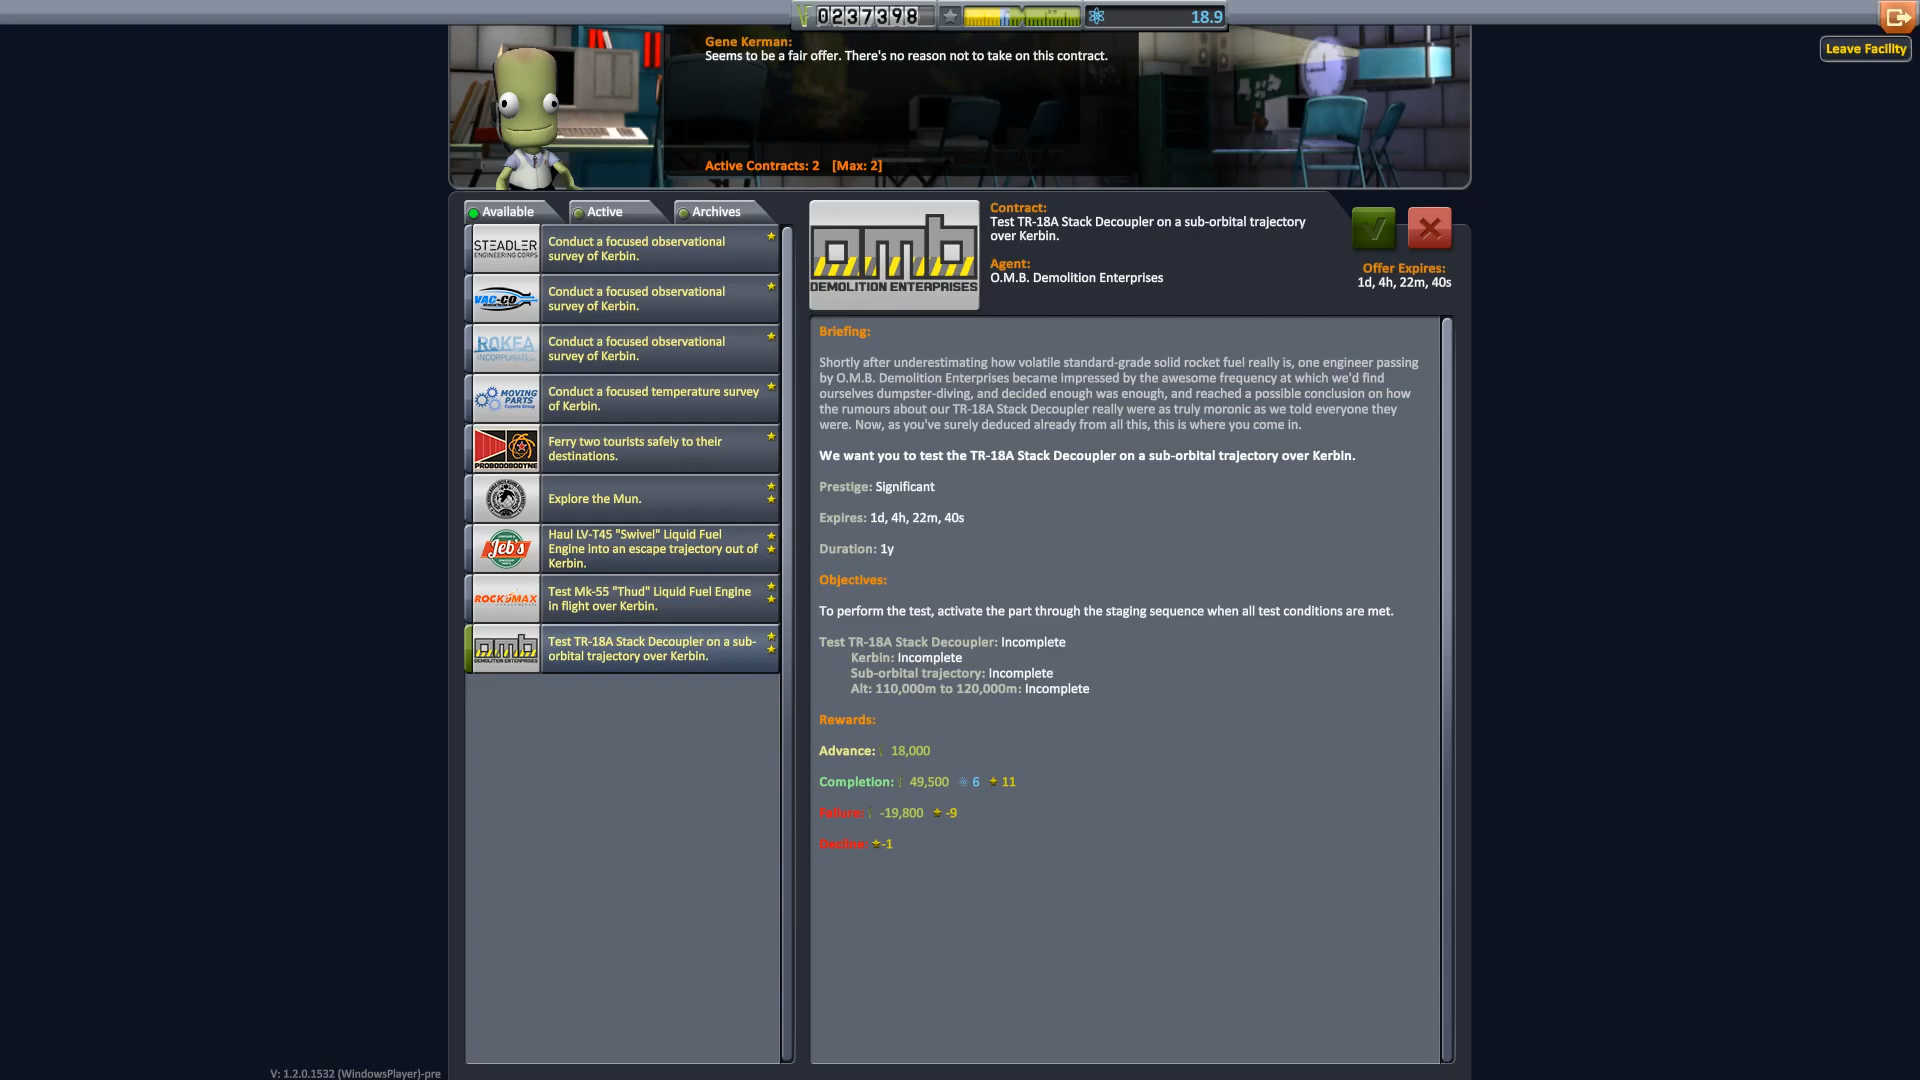 0237398
18.9
Leave Facility
Gene Kerman:
Seems to be a fair offer. There's no reason not to take on this contract.
Active Contracts: 2 [Max: 2]
Available
Active
Archives
STEADLER
ENGINEERING CORPS
Conduct a focused observational
survey of Kerbin.
VAC-CO
Conduct a focused observational
survey of Kerbin.
ROKEA
INCORPORATED
Conduct a focused observational
survey of Kerbin.
MOVING
PARTS
Experts Group
Conduct a focused temperature survey
of Kerbin.
PROBODOBODYNE
Ferry two tourists safely to their
destinations.
Explore the Mun.
Jeb's
Haul LV-T45 "Swivel" Liquid Fuel
Engine into an escape trajectory out of
Kerbin.
ROCKOMAX
Test Mk-55 "Thud" Liquid Fuel Engine
in flight over Kerbin.
omb
DEMOLITION ENTERPRISES
Test TR-18A Stack Decoupler on a sub-
orbital trajectory over Kerbin.
omb
DEMOLITION ENTERPRISES
Contract:
Test TR-18A Stack Decoupler on a sub-orbital trajectory
over Kerbin.
Agent:
O.M.B. Demolition Enterprises
Offer Expires:
1d, 4h, 22m, 40s
Briefing:
Shortly after underestimating how volatile standard-grade solid rocket fuel really is, one engineer passing
by O.M.B. Demolition Enterprises became impressed by the awesome frequency at which we'd find
ourselves dumpster-diving, and decided enough was enough, and reached a possible conclusion on how
the rumours about our TR-18A Stack Decoupler really were as truly moronic as we told everyone they
were. Now, as you've surely deduced already from all this, this is where you come in.
We want you to test the TR-18A Stack Decoupler on a sub-orbital trajectory over Kerbin.
Prestige: Significant
Expires: 1d, 4h, 22m, 40s
Duration: 1y
Objectives:
To perform the test, activate the part through the staging sequence when all test conditions are met.
Test TR-18A Stack Decoupler: Incomplete
Kerbin: Incomplete
Sub-orbital trajectory: Incomplete
Alt: 110,000m to 120,000m: Incomplete
Rewards:
Advance: 18,000
Completion: 49,500 6 11
Failure: -19,800 -9
Decline: -1
V: 1.2.0.1532 (WindowsPlayer)-pre